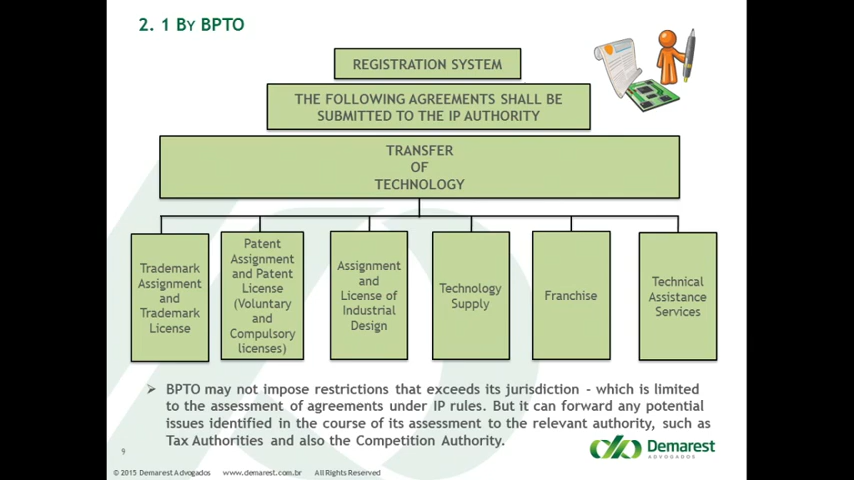 2. 1 BY BPTO
REGISTRATION SYSTEM
THE FOLLOWING AGREEMENTS SHALL BE
SUBMITTED TO THE IP AUTHORITY
TRANSFER
OF
TECHNOLOGY
Trademark
Assignment
and
Trademark
License
Patent
Assignment
and Patent
License
(Voluntary
and
Compulsory
licenses)
Assignment
and
License of
Industrial
Design
Technology
Supply
Franchise
Technical
Assistance
Services
➢ BPTO may not impose restrictions that exceeds its jurisdiction - which is limited
to the assessment of agreements under IP rules. But it can forward any potential
issues identified in the course of its assessment to the relevant authority, such as
Tax Authorities and also the Competition Authority.
Demarest
ADVOGADOS
9
© 2015 Demarest Advogados www.demarest.com.br All Rights Reserved